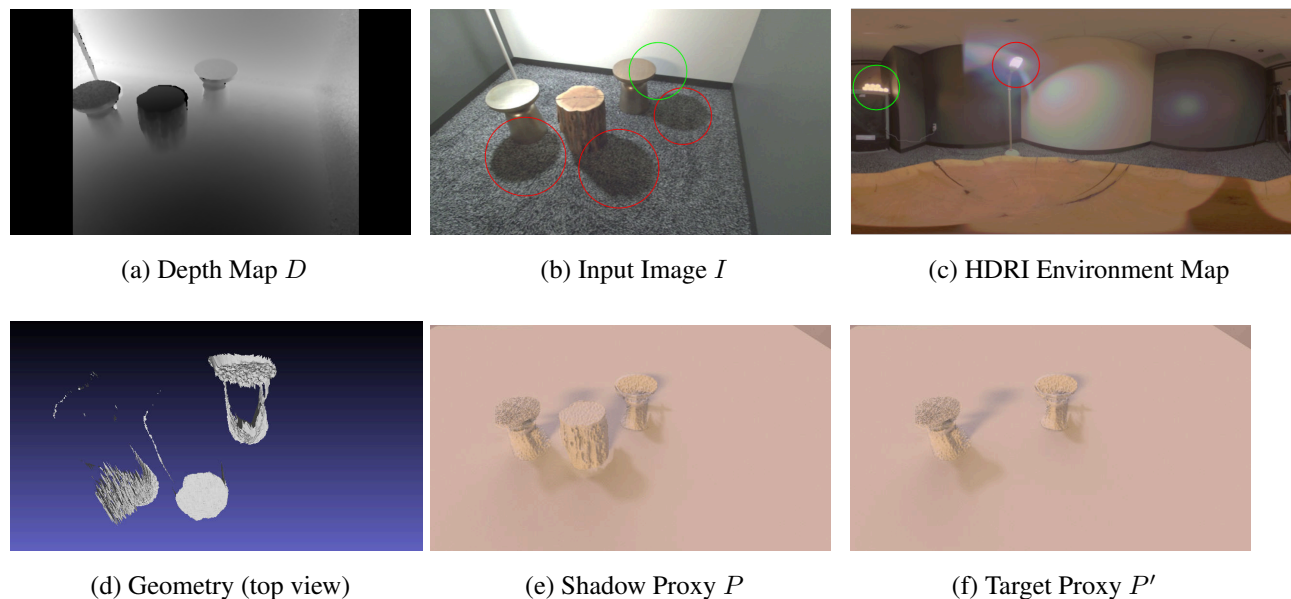 (a) Depth Map D
(b) Input Image I
(c) HDRI Environment Map
(d) Geometry (top view)
(e) Shadow Proxy P
(f) Target Proxy P′